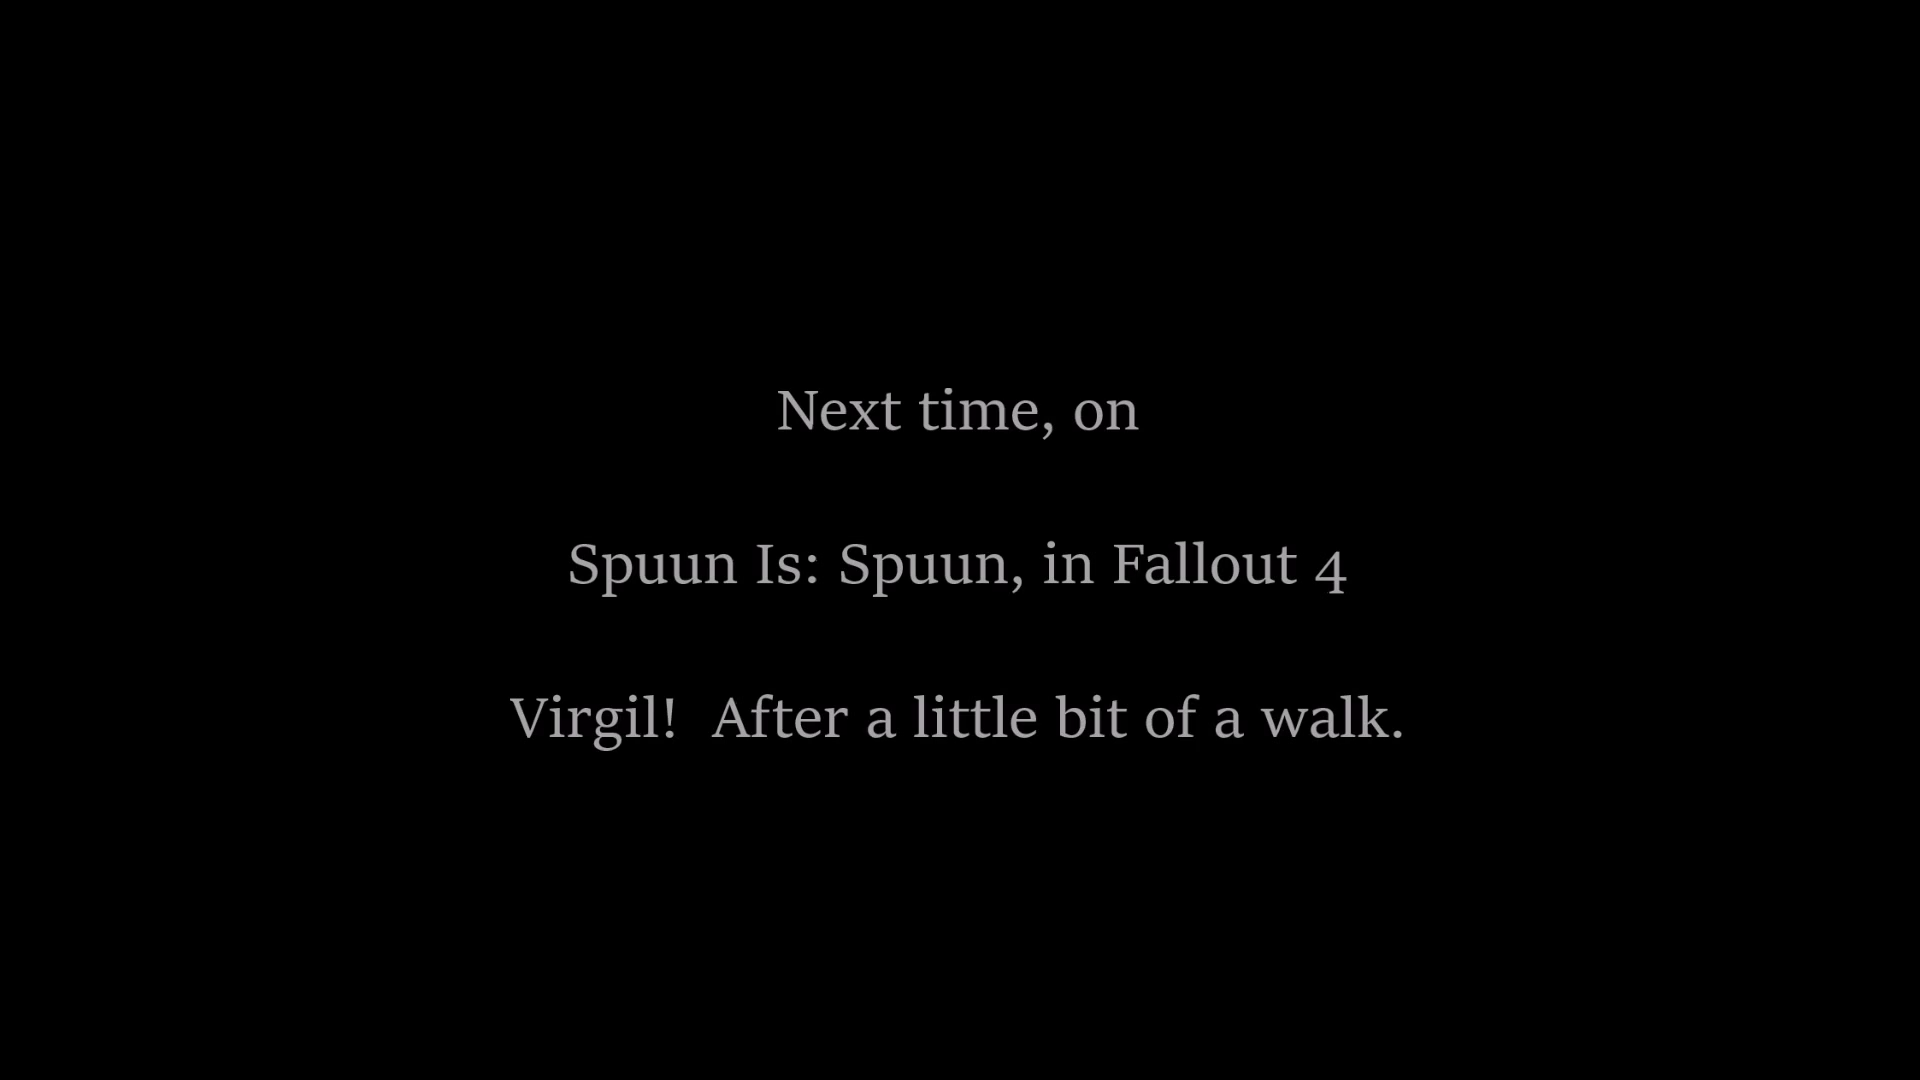 Next time, on
Spuun Is: Spuun, in Fallout 4
Virgil!  After a little bit of a walk.